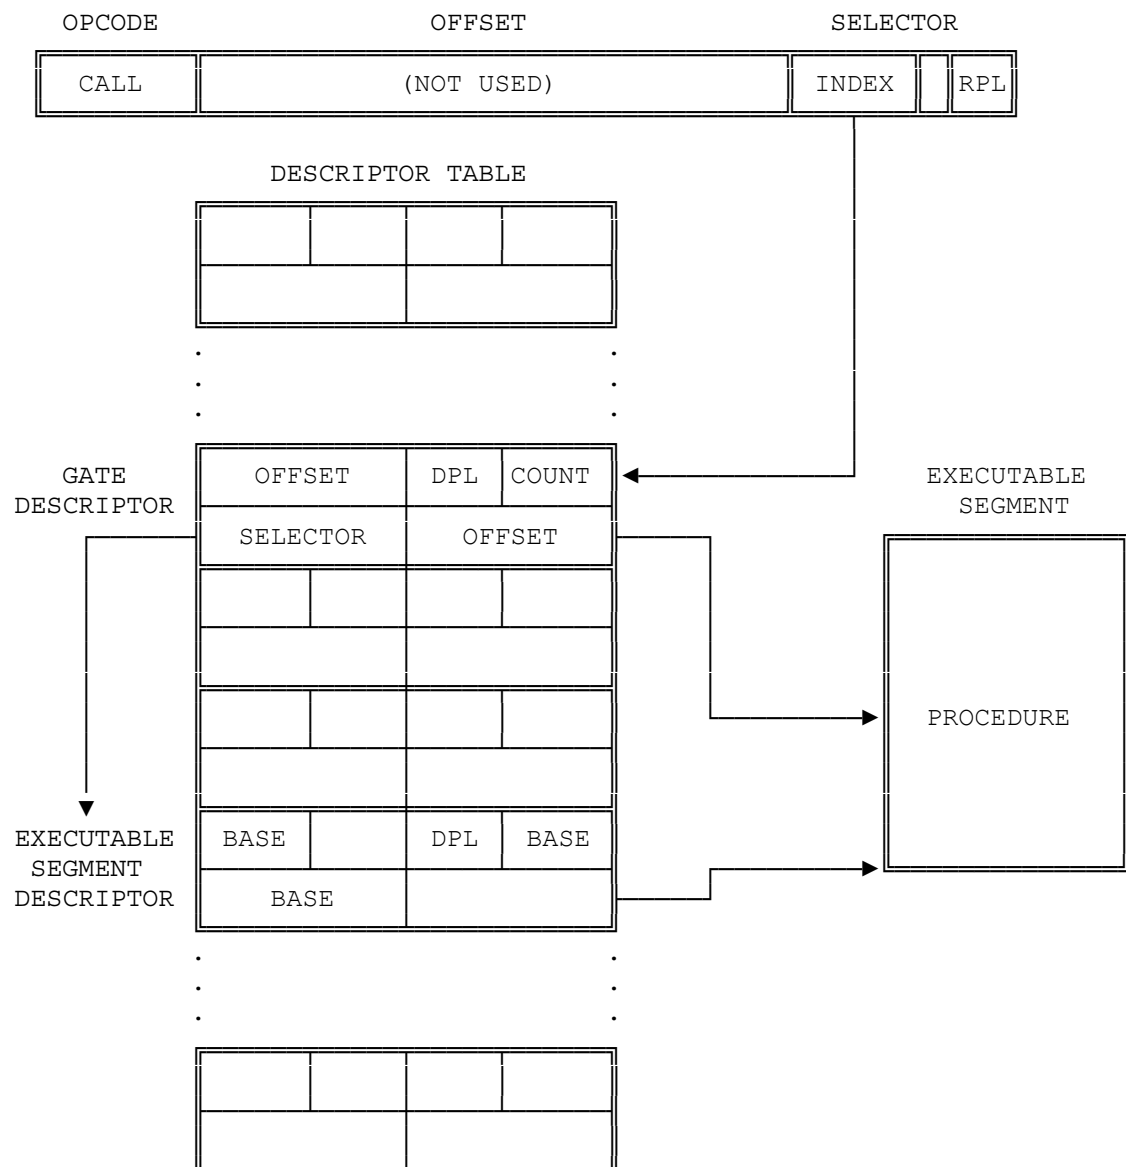 OPCODE OFFSET SELECTOR
CALL (NOT USED) INDEX RPL
DESCRIPTOR TABLE
GATE OFFSET DPL COUNT EXECUTABLE
DESCRIPTOR SEGMENT
SELECTOR OFFSET
PROCEDURE
EXECUTABLE BASE DPL BASE
SEGMENT
DESCRIPTOR BASE